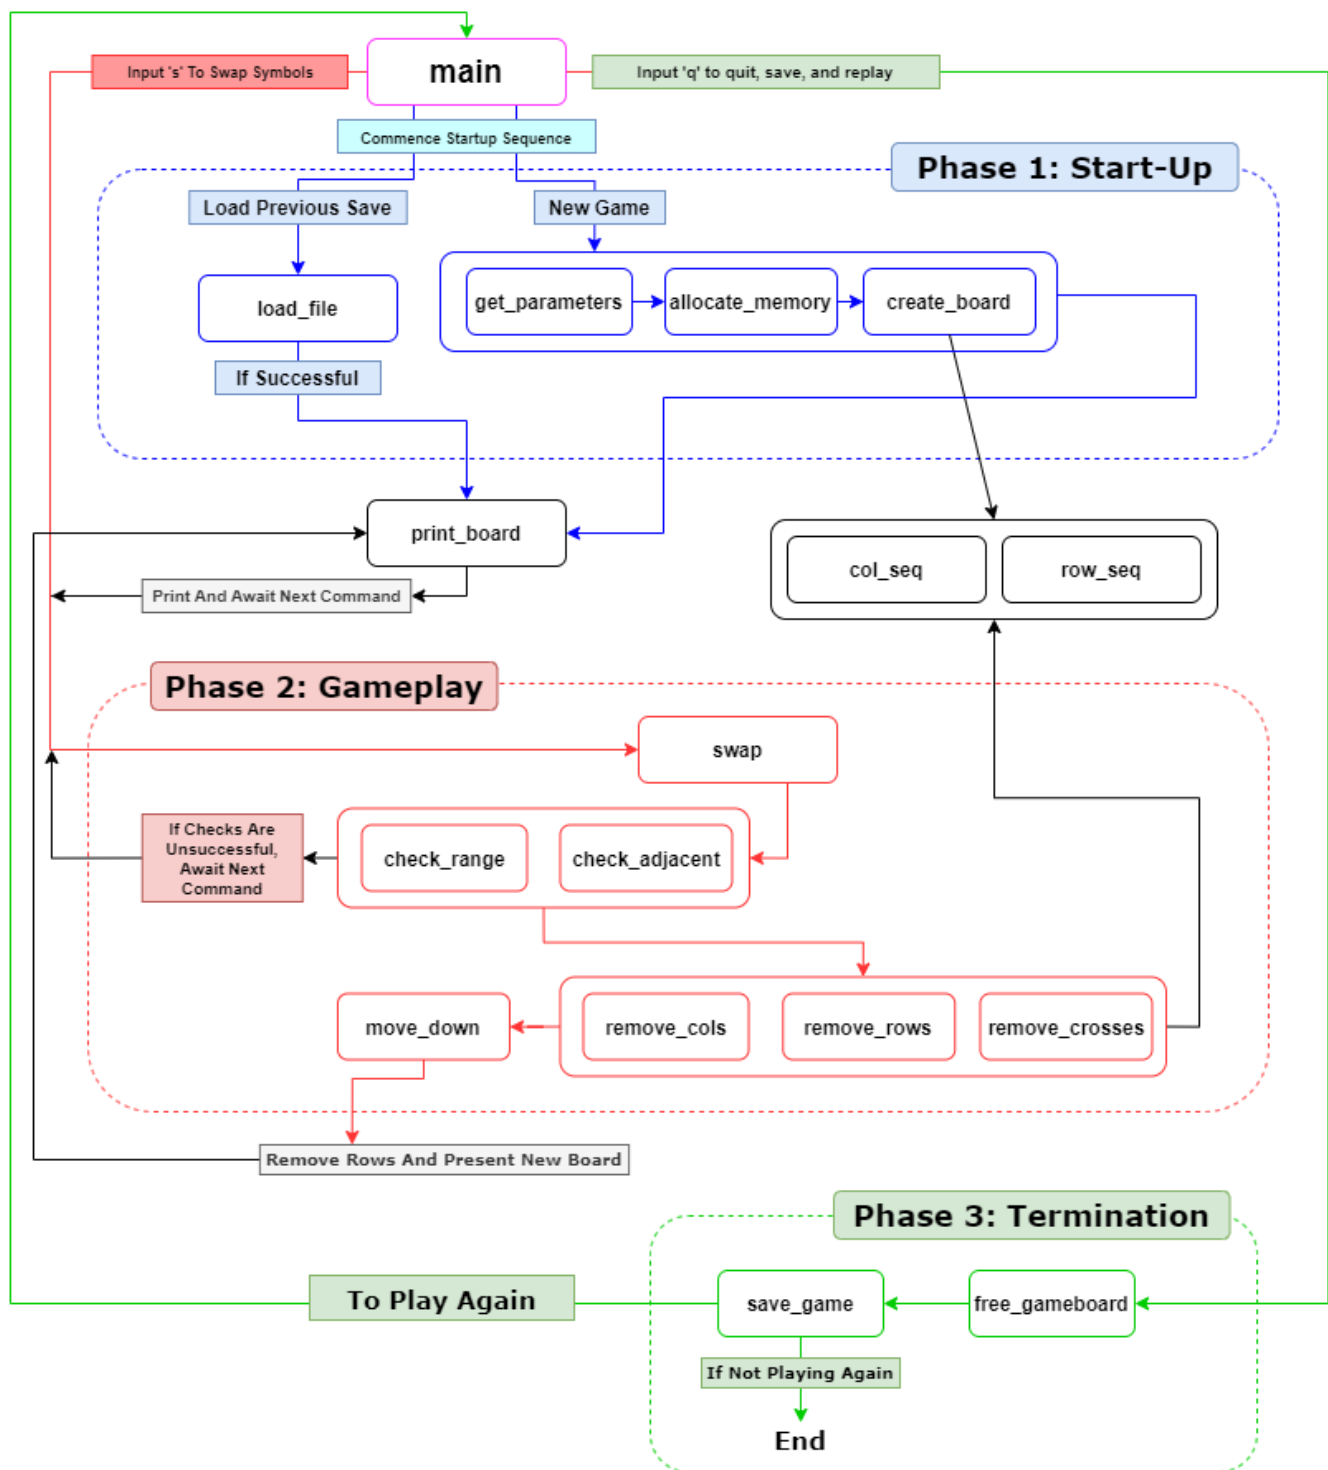 Input 's' To Swap Symbols
main
Input 'q' to quit, save, and replay
Commence Startup Sequence
Phase 1: Start-Up
Load Previous Save
New Game
load_file
get_parameters
allocate_memory
create_board
If Successful
print_board
col_seq
row_seq
Print And Await Next Command
Phase 2: Gameplay
swap
If Checks Are
Unsuccessful,
Await Next
Command
check_range
check_adjacent
move_down
remove_cols
remove_rows
remove_crosses
Remove Rows And Present New Board
Phase 3: Termination
To Play Again
save_game
free_gameboard
If Not Playing Again
End